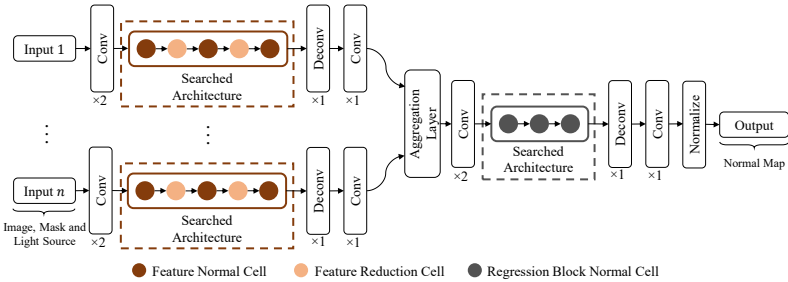 Input 1
Conv
×2
Searched
Architecture
Deconv
×1
Conv
×1
Input n
Image, Mask and
Light Source
Conv
×2
Searched
Architecture
Deconv
×1
Conv
×1
Aggregation
Layer
Conv
×2
Searched
Architecture
Deconv
×1
Conv
×1
Normalize
Output
Normal Map
Feature Normal Cell
Feature Reduction Cell
Regression Block Normal Cell